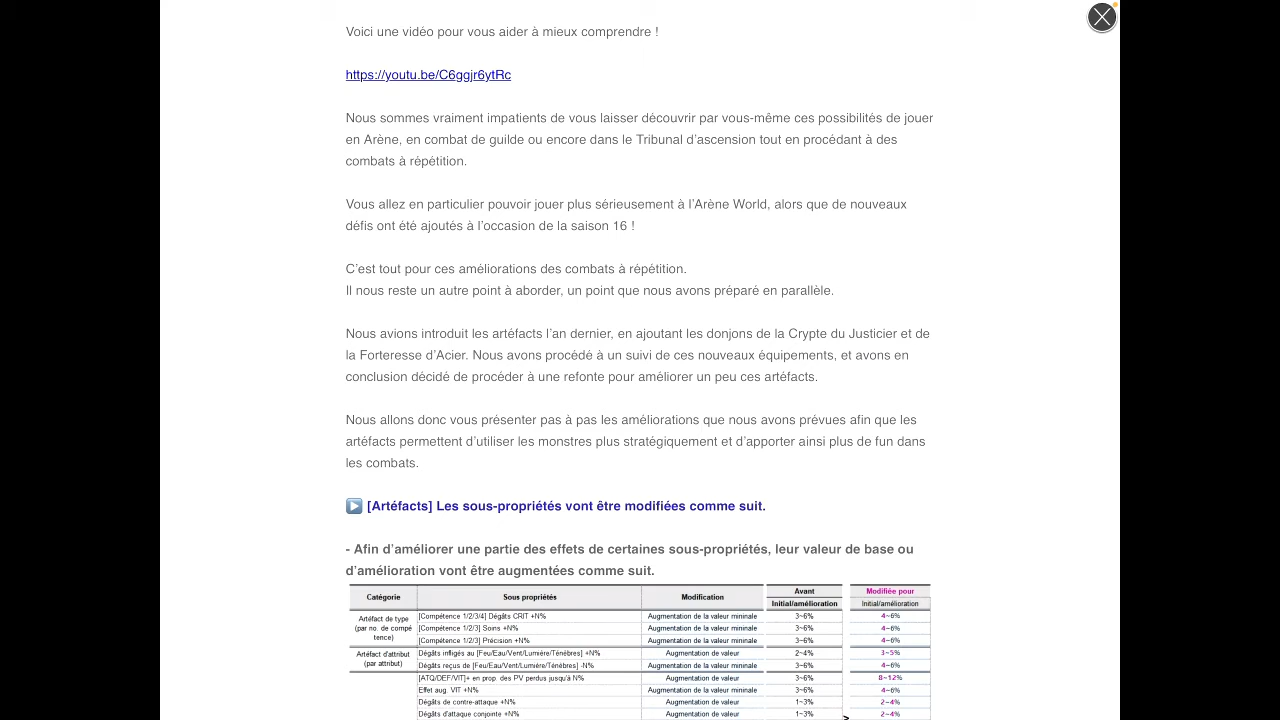 Voici une vidéo pour vous aider à mieux comprendre !
https://youtu.be/C6ggjr6ytRc
Nous sommes vraiment impatients de vous laisser découvrir par vous-même ces possibilités de jouer
en Arène, en combat de guilde ou encore dans le Tribunal d'ascension tout en procédant à des
combats à répétition.
Vous allez en particulier pouvoir jouer plus sérieusement à l'Arène World, alors que de nouveaux
défis ont été ajoutés à l'occasion de la saison 16 !
C'est tout pour ces améliorations des combats à répétition.
Il nous reste un autre point à aborder, un point que nous avons préparé en parallèle.
Nous avions introduit les artéfacts l'an dernier, en ajoutant les donjons de la Crypte du Justicier et de
la Forteresse d'Acier. Nous avons procédé à un suivi de ces nouveaux équipements, et avons en
conclusion décidé de procéder à une refonte pour améliorer un peu ces artéfacts.
Nous allons donc vous présenter pas à pas les améliorations que nous avons prévues afin que les
artéfacts permettent d'utiliser les monstres plus stratégiquement et d'apporter ainsi plus de fun dans
les combats.
[Artéfacts] Les sous-propriétés vont être modifiées comme suit.
- Afin d'améliorer une partie des effets de certaines sous-propriétés, leur valeur de base ou
d'amélioration vont être augmentées comme suit.
Catégorie Sous propriétés Modification Avant Modifiée pour
Initial/amélioration Initial/amélioration
Artéfact de type
(par no. de compé
tence)
[Compétence 1/2/3/4] Dégâts CRIT +N% Augmentation de la valeur mininale 3~6% 4~6%
[Compétence 1/2/3] Soins +N% Augmentation de la valeur mininale 3~6% 4~6%
[Compétence 1/2/3] Précision +N% Augmentation de la valeur mininale 3~6% 4~6%
Artéfact d'attribut
(par attribut)
Dégâts infligés au [Feu/Eau/Vent/Lumière/Ténèbres] +N% Augmentation de valeur 2~4% 3~5%
Dégâts reçus de [Feu/Eau/Vent/Lumière/Ténèbres] -N% Augmentation de la valeur mininale 3~6% 4~6%
[ATQ/DEF/VIT]+ en prop. des PV perdus jusqu'à N% Augmentation de valeur 3~6% 8~12%
Effet aug. VIT +N% Augmentation de la valeur mininale 3~6% 4~6%
Dégâts de contre-attaque +N% Augmentation de valeur 1~3% 2~4%
Dégâts d'attaque conjointe +N% Augmentation de valeur 1~3% > 2~4%